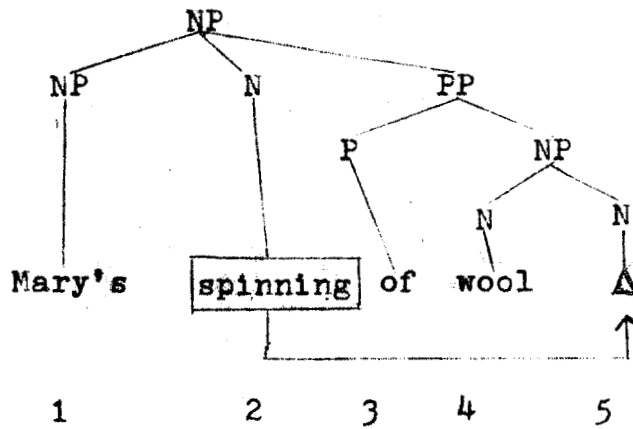 NP
NP N PP
P NP
N N
Mary's spinning of wool Δ
1 2 3 4 5